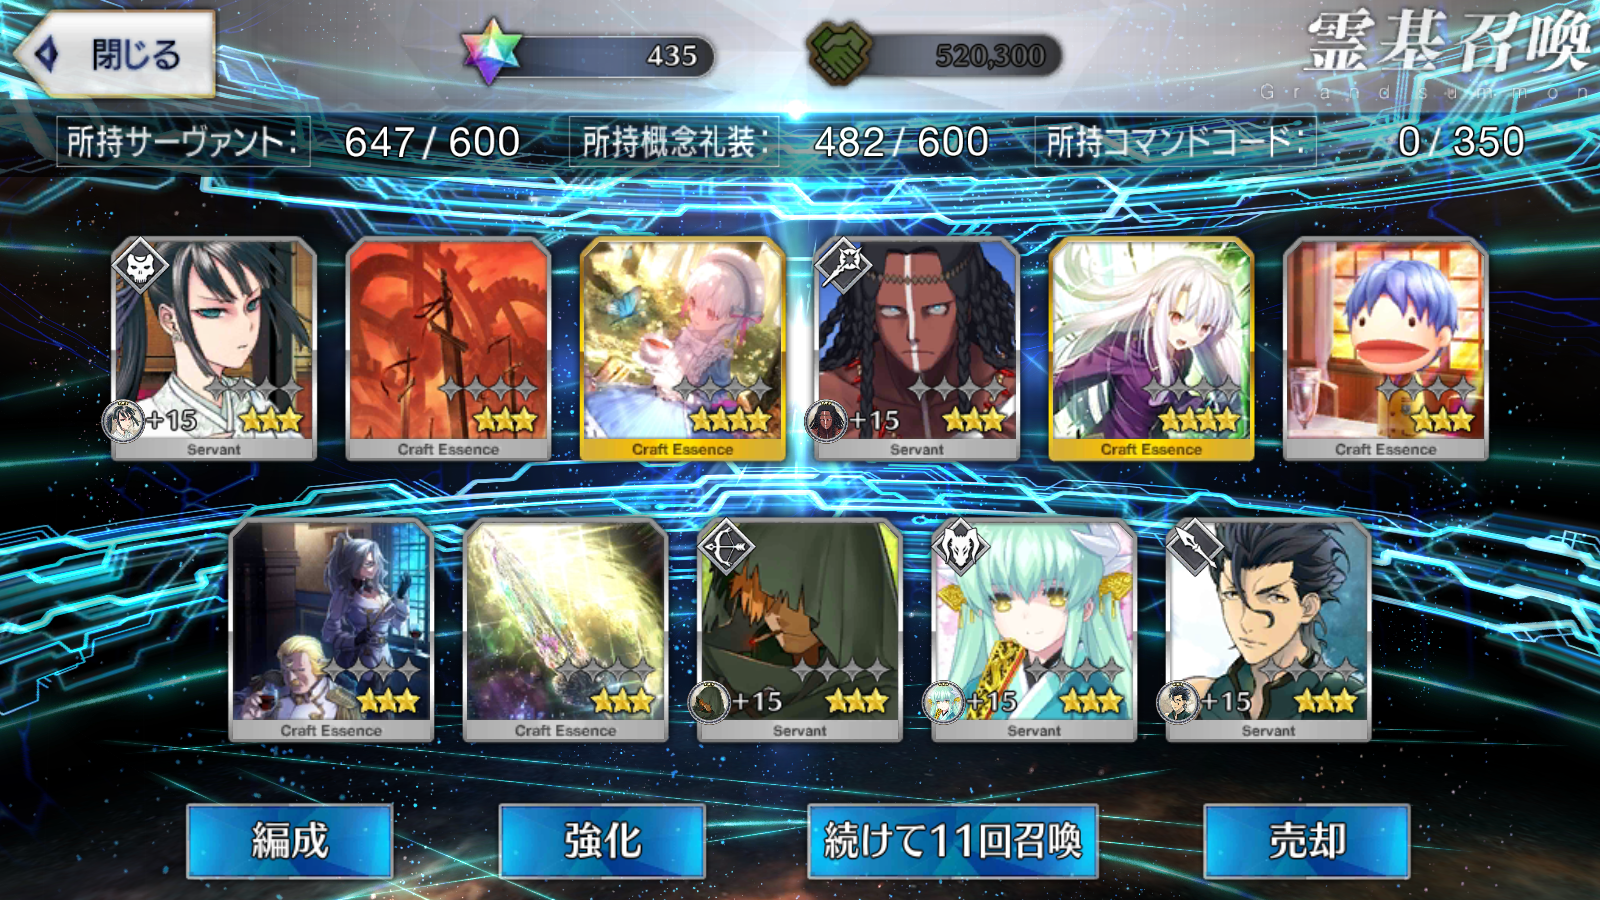 閉じる
435
520,300
霊基召喚
Grand summon
所持サーヴァント: 647/600
所持概念礼装: 482/600
所持コマンドコード: 0/350
+15
Servant
Craft Essence
Craft Essence
+15
Servant
Craft Essence
Craft Essence
Craft Essence
Craft Essence
+15
Servant
+15
Servant
+15
Servant
編成
強化
続けて11回召喚
売却